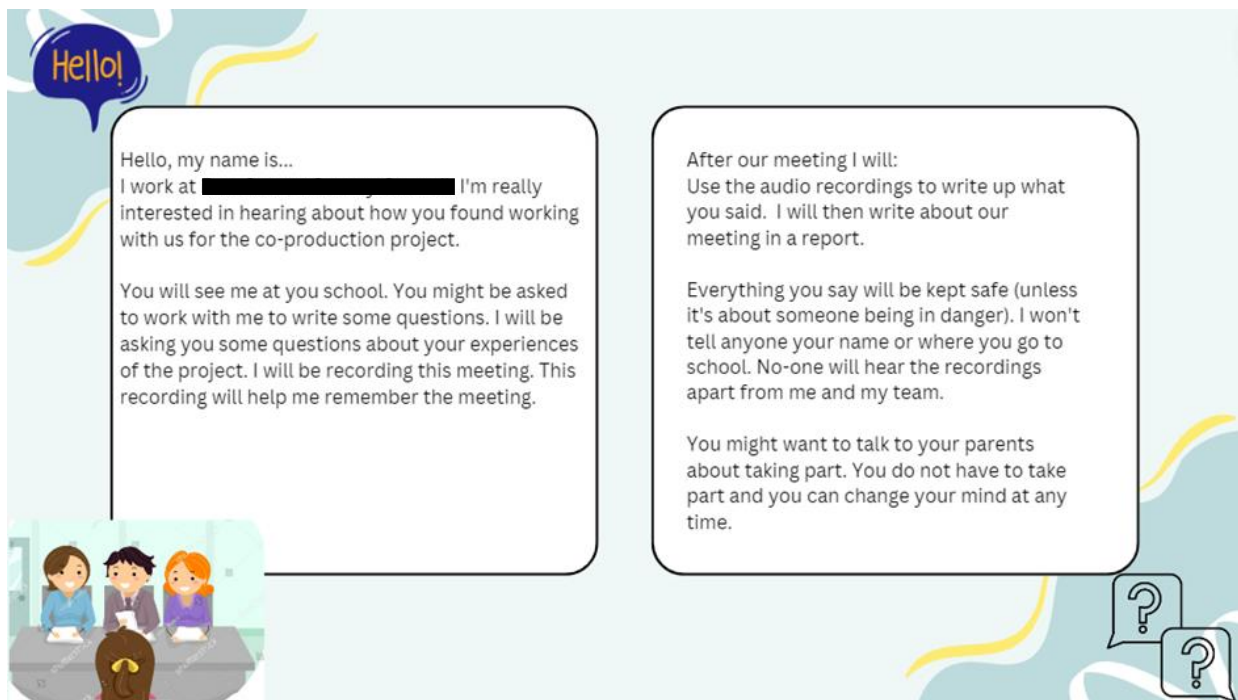 Hello!
Hello, my name is...
I work at I'm really
interested in hearing about how you found working
with us for the co-production project.
You will see me at you school. You might be asked
to work with me to write some questions. I will be
asking you some questions about your experiences
of the project. I will be recording this meeting. This
recording will help me remember the meeting.
After our meeting I will:
Use the audio recordings to write up what
you said. I will then write about our
meeting in a report.
Everything you say will be kept safe (unless
it's about someone being in danger). I won't
tell anyone your name or where you go to
school. No-one will hear the recordings
apart from me and my team.
You might want to talk to your parents
about taking part. You do not have to take
part and you can change your mind at any
time.
?
?